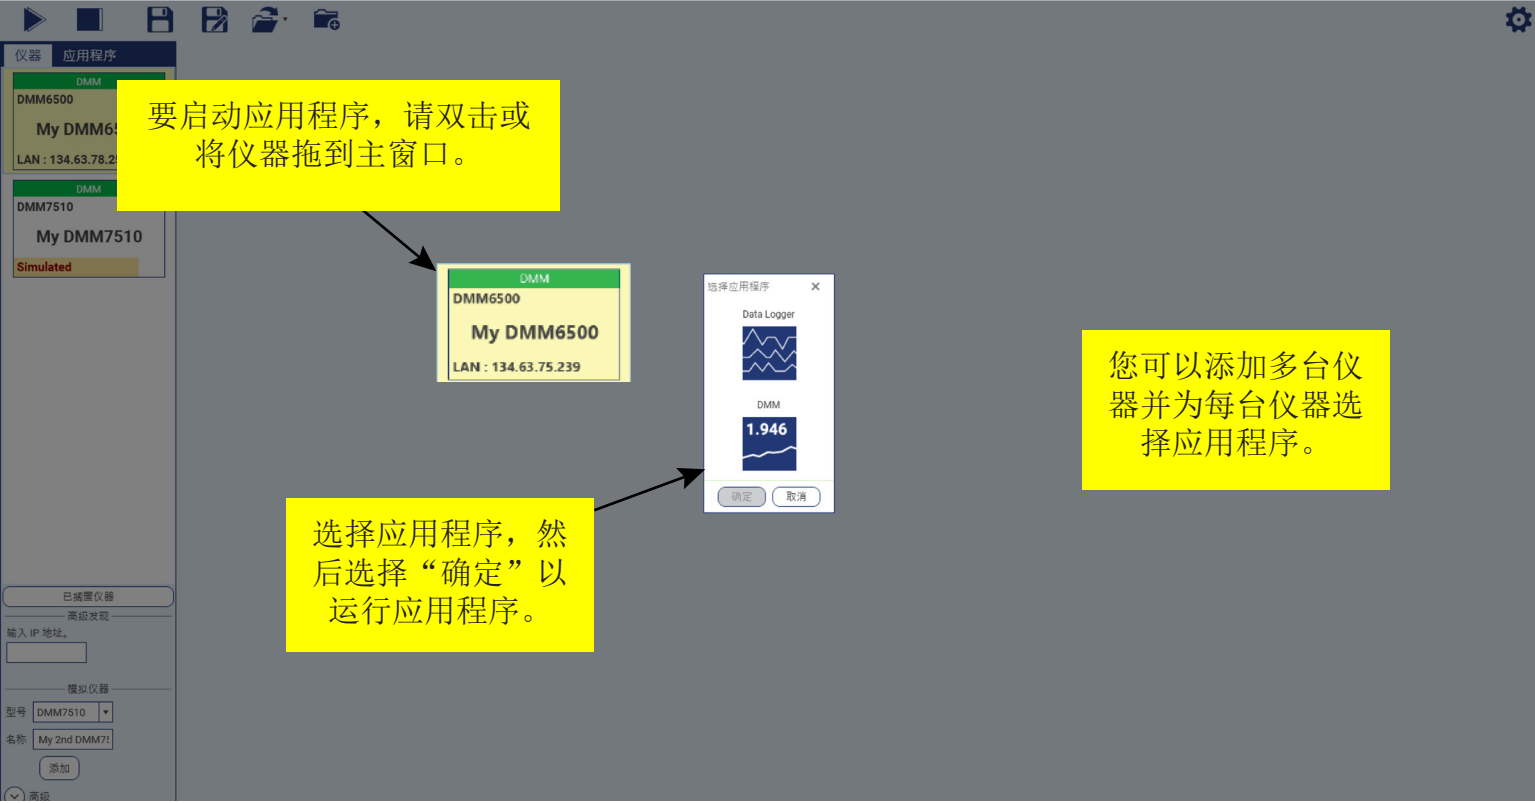 仪器 应用程序
DMM
DMM6500
My DMM65
LAN : 134.63.78.2
要启动应用程序，请双击或
将仪器拖到主窗口。
DMM
DMM7510
My DMM7510
Simulated
DMM
DMM6500
My DMM6500
LAN : 134.63.75.239
选择应用程序
Data Logger
DMM
1.946
确定 取消
您可以添加多台仪
器并为每台仪器选
择应用程序。
选择应用程序，然
后选择“确定”以
运行应用程序。
已搁置仪器
高级发现
输入 IP 地址。
模拟仪器
型号 DMM7510
名称 My 2nd DMM75
添加
高级